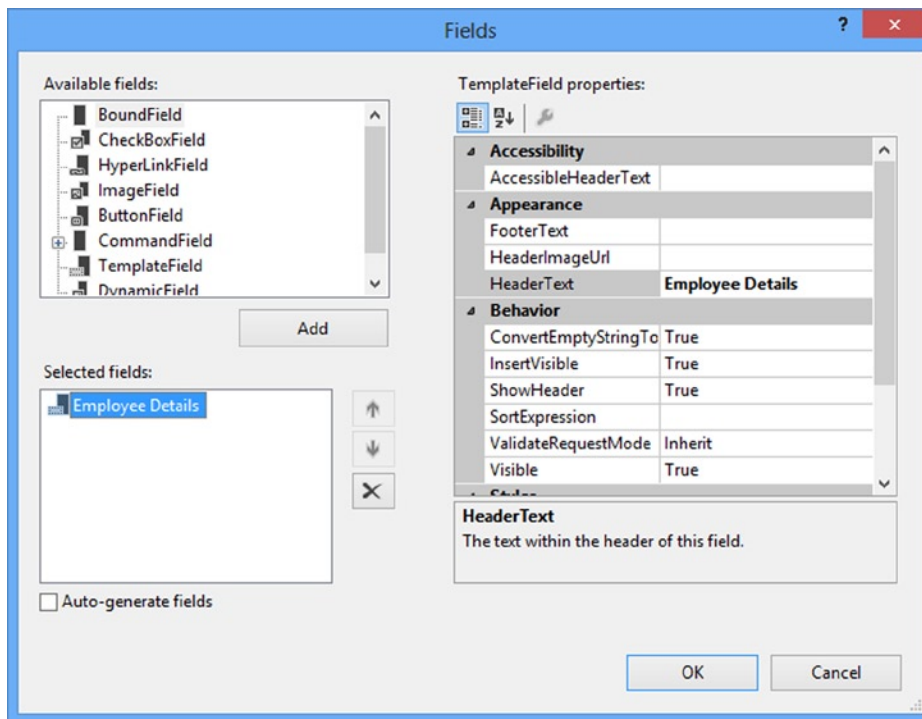 Fields
?
Available fields:
BoundField
CheckBoxField
HyperLinkField
ImageField
ButtonField
CommandField
TemplateField
DynamicField
Add
Selected fields:
Employee Details
Auto-generate fields
TemplateField properties:
Accessibility
AccessibleHeaderText
Appearance
FooterText
HeaderImageUrl
HeaderText Employee Details
Behavior
ConvertEmptyStringTo True
InsertVisible True
ShowHeader True
SortExpression
ValidateRequestMode Inherit
Visible True
Styles
HeaderText
The text within the header of this field.
OK Cancel